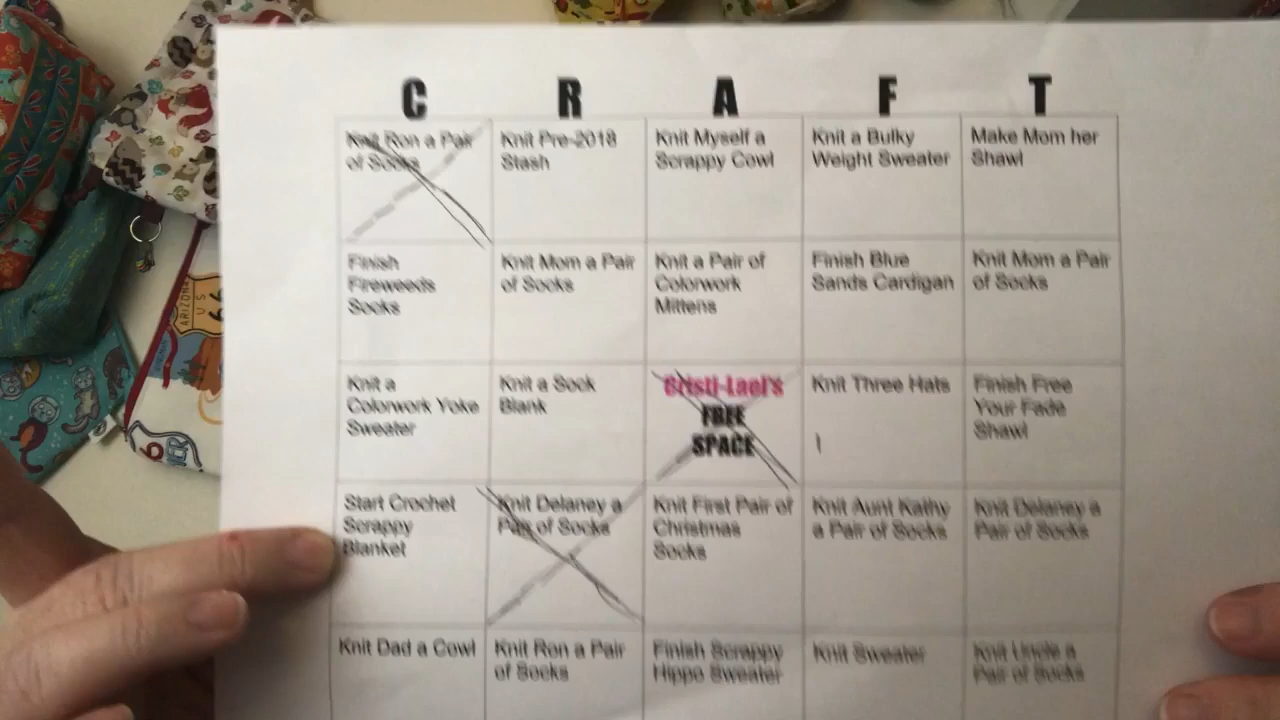 C R A F T
Knit Ron a Pair
of Socks
Knit Pre-2018
Stash
Knit Myself a
Scrappy Cowl
Knit a Bulky
Weight Sweater
Make Mom her
Shawl
Finish
Fireweeds
Socks
Knit Mom a Pair
of Socks
Knit a Pair of
Colorwork
Mittens
Finish Blue
Sands Cardigan
Knit Mom a Pair
of Socks
Knit a
Colorwork Yoke
Sweater
Knit a Sock
Blank
Cristi-Lael's
FREE
SPACE
Knit Three Hats
I
Finish Free
Your Fade
Shawl
Start Crochet
Scrappy
Blanket
Knit Delaney a
Pair of Socks
Knit First Pair of
Christmas
Socks
Knit Aunt Kathy
a Pair of Socks
Knit Delaney a
Pair of Socks
Knit Dad a Cowl
Knit Ron a Pair
of Socks
Finish Scrappy
Hippo Sweater
Knit Sweater
Knit Uncle a
Pair of Socks
ARIZONA
US
66
6